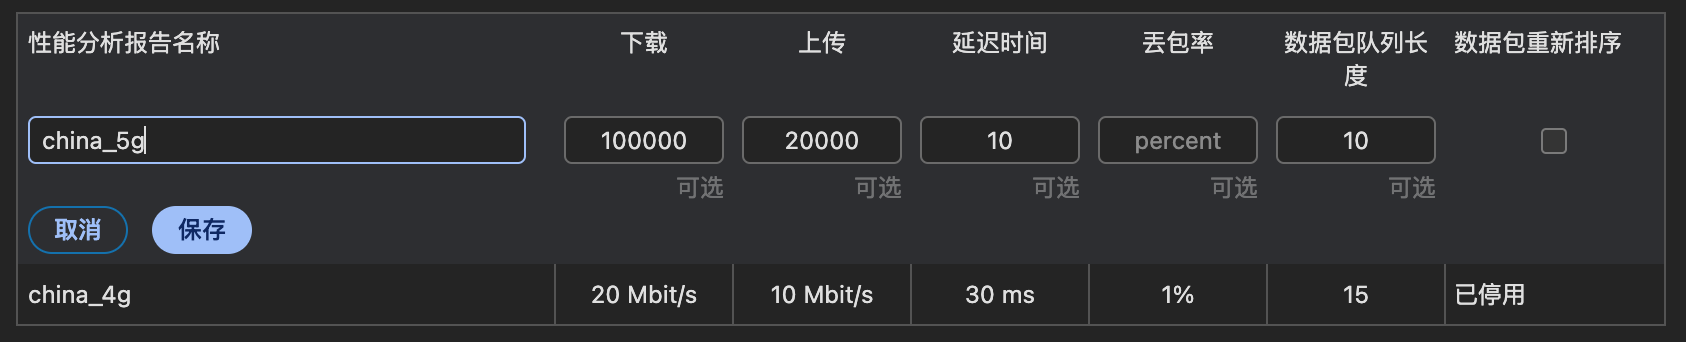 性能分析报告名称 下载 上传 延迟时间 丢包率 数据包队列长度 数据包重新排序
china_5g 100000 20000 10 percent 10
可选 可选 可选 可选 可选
取消 保存
china_4g 20 Mbit/s 10 Mbit/s 30 ms 1% 15 已停用